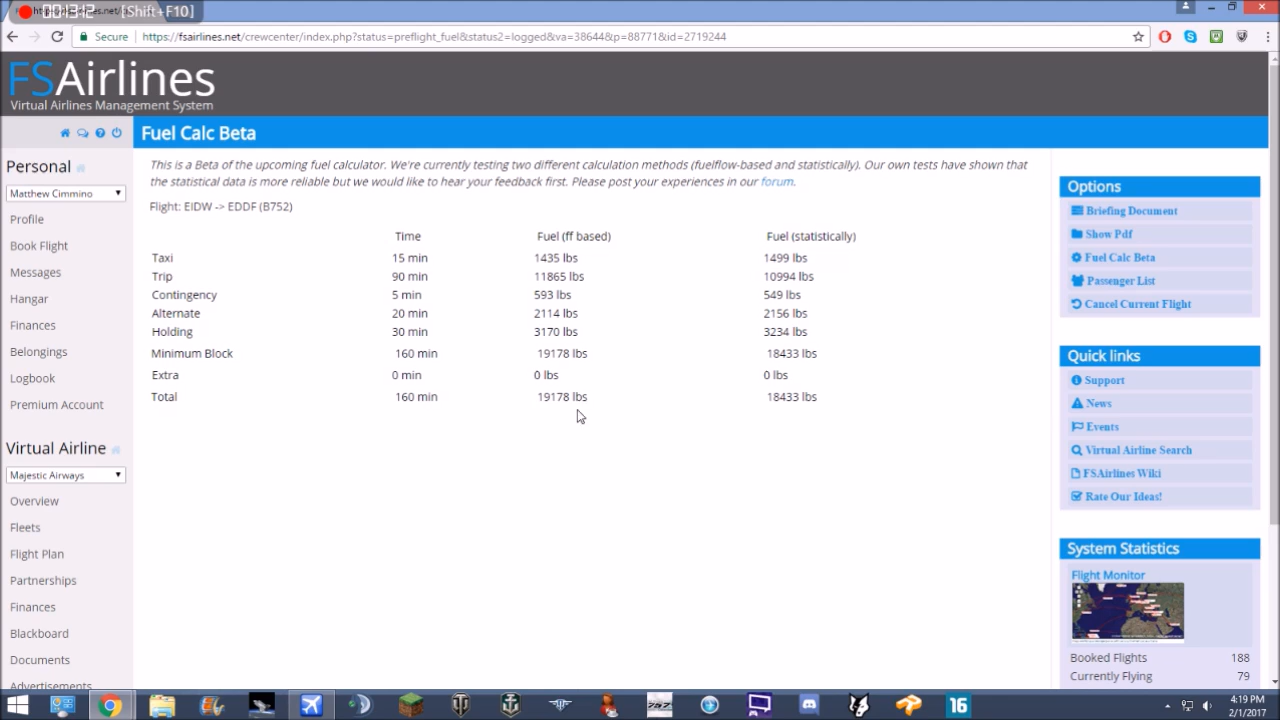 00:13:12 [Shift+F10]
Secure https://fsairlines.net/crewcenter/index.php?status=preflight_fuel&status2=logged&va=38644&p=88771&id=2719244
FSAirlines
Virtual Airlines Management System
Fuel Calc Beta
Personal
Matthew Cimmino
Profile
Book Flight
Messages
Hangar
Finances
Belongings
Logbook
Premium Account
Virtual Airline
Majestic Airways
Overview
Fleets
Flight Plan
Partnerships
Finances
Blackboard
Documents
Advertisements
This is a Beta of the upcoming fuel calculator. We're currently testing two different calculation methods (fuelflow-based and statistically). Our own tests have shown that
the statistical data is more reliable but we would like to hear your feedback first. Please post your experiences in our forum.
Flight: EIDW -> EDDF (B752)
Time Fuel (ff based) Fuel (statistically)
Taxi 15 min 1435 lbs 1499 lbs
Trip 90 min 11865 lbs 10994 lbs
Contingency 5 min 593 lbs 549 lbs
Alternate 20 min 2114 lbs 2156 lbs
Holding 30 min 3170 lbs 3234 lbs
Minimum Block 160 min 19178 lbs 18433 lbs
Extra 0 min 0 lbs 0 lbs
Total 160 min 19178 lbs 18433 lbs
Options
Briefing Document
Show Pdf
Fuel Calc Beta
Passenger List
Cancel Current Flight
Quick links
Support
News
Events
Virtual Airline Search
FSAirlines Wiki
Rate Our Ideas!
System Statistics
Flight Monitor
Booked Flights 188
Currently Flying 79
16
4:19 PM
2/1/2017